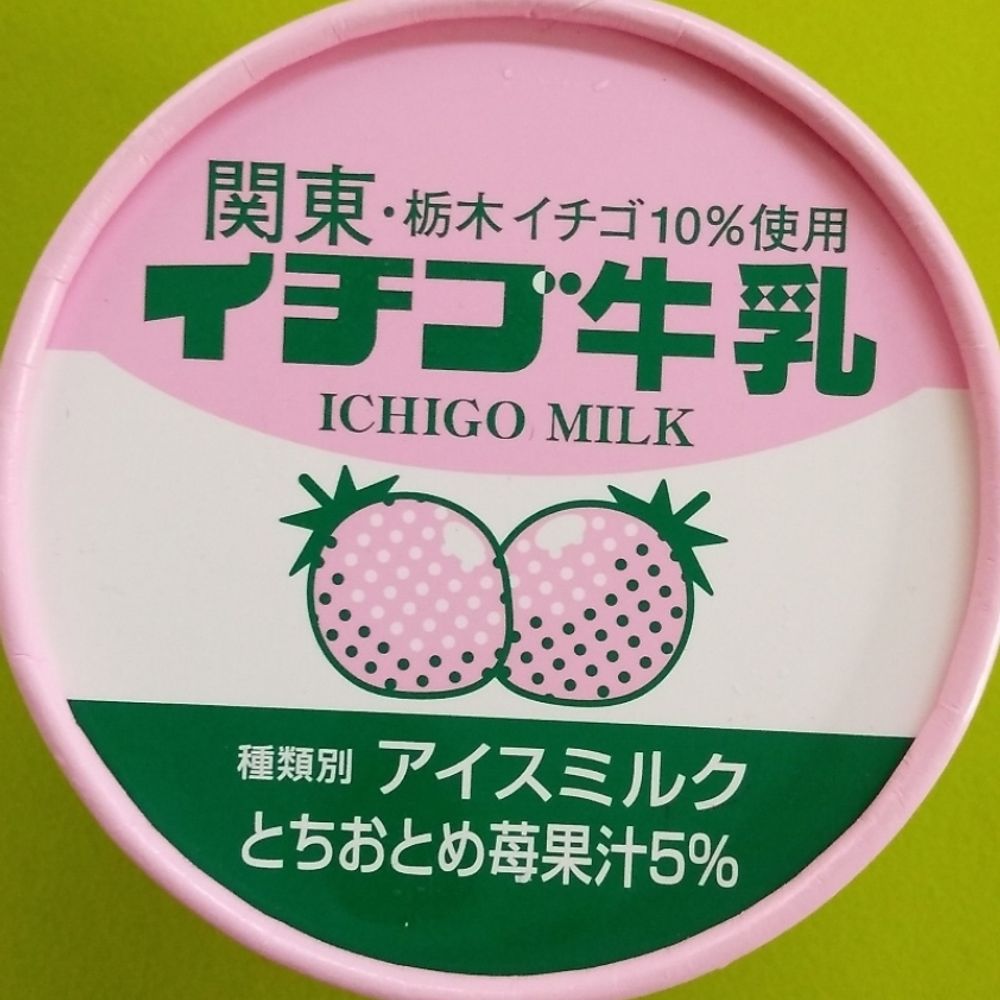 関東・栃木イチゴ10%使用
イチゴ牛乳
ICHIGO MILK
種類別 アイスミルク
とちおとめ苺果汁5%